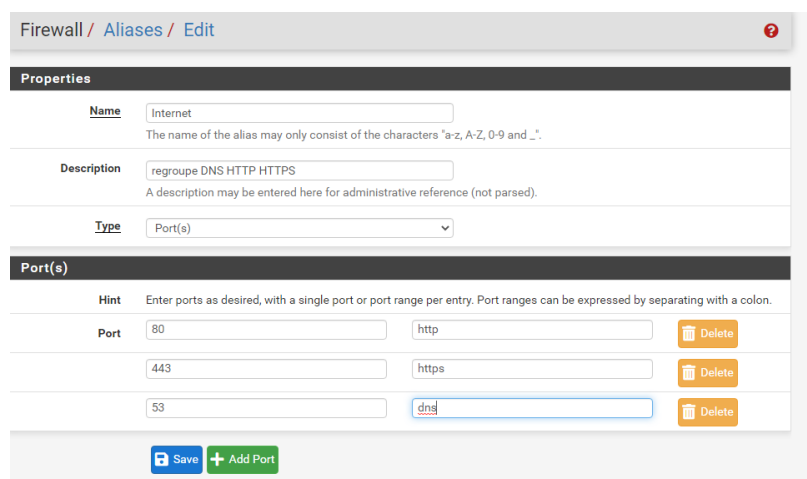 Firewall / Aliases / Edit
Properties
Name
Internet
The name of the alias may only consist of the characters "a-z, A-Z, 0-9 and _".
Description
regroupe DNS HTTP HTTPS
A description may be entered here for administrative reference (not parsed).
Type
Port(s)
Port(s)
Hint Enter ports as desired, with a single port or port range per entry. Port ranges can be expressed by separating with a colon.
Port 80 http Delete
443 https Delete
53 dns Delete
Save Add Port